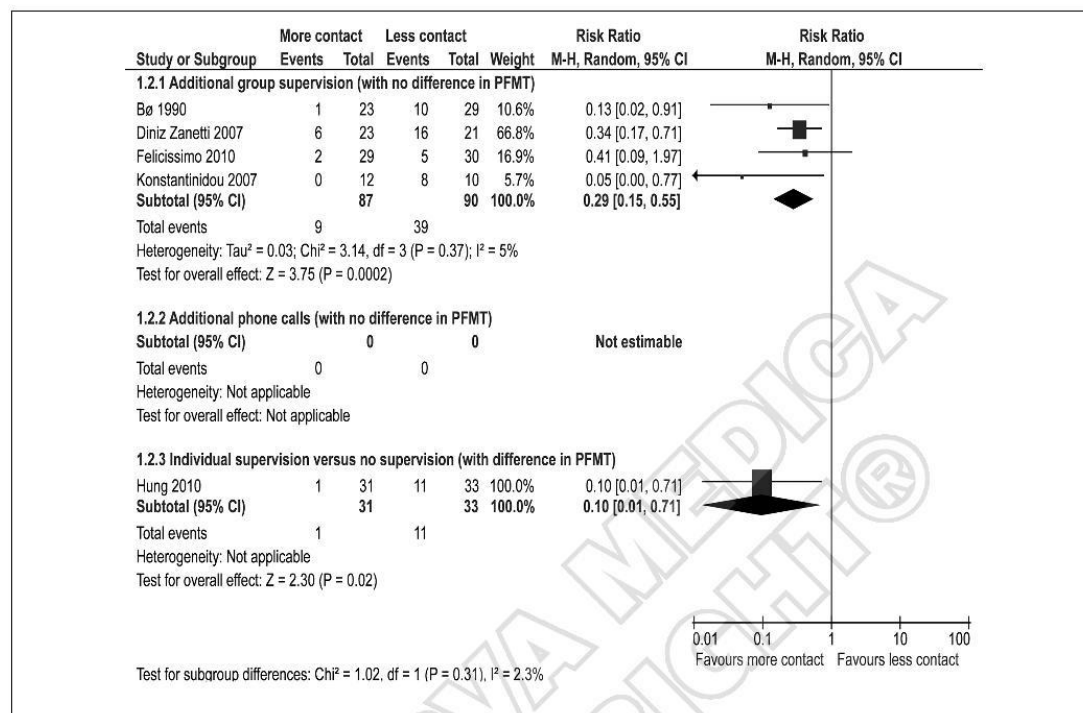 More contact Less contact Risk Ratio Risk Ratio
Study or Subgroup Events Total Events Total Weight M-H, Random, 95% CI M-H, Random, 95% CI
1.2.1 Additional group supervision (with no difference in PFMT)
Bø 1990 1 23 10 29 10.6% 0.13 [0.02, 0.91]
Diniz Zanetti 2007 6 23 16 21 66.8% 0.34 [0.17, 0.71]
Felicissimo 2010 2 29 5 30 16.9% 0.41 [0.09, 1.97]
Konstantinidou 2007 0 12 8 10 5.7% 0.05 [0.00, 0.77]
Subtotal (95% CI) 87 90 100.0% 0.29 [0.15, 0.55]
Total events 9 39
Heterogeneity: Tau² = 0.03; Chi² = 3.14, df = 3 (P = 0.37); I² = 5%
Test for overall effect: Z = 3.75 (P = 0.0002)
1.2.2 Additional phone calls (with no difference in PFMT)
Subtotal (95% CI) 0 0 Not estimable
Total events 0 0
Heterogeneity: Not applicable
Test for overall effect: Not applicable
1.2.3 Individual supervision versus no supervision (with difference in PFMT)
Hung 2010 1 31 11 33 100.0% 0.10 [0.01, 0.71]
Subtotal (95% CI) 31 33 100.0% 0.10 [0.01, 0.71]
Total events 1 11
Heterogeneity: Not applicable
Test for overall effect: Z = 2.30 (P = 0.02)
0.01 0.1 1 10 100
Favours more contact Favours less contact
Test for subgroup differences: Chi² = 1.02, df = 1 (P = 0.31), I² = 2.3%
MEDICA